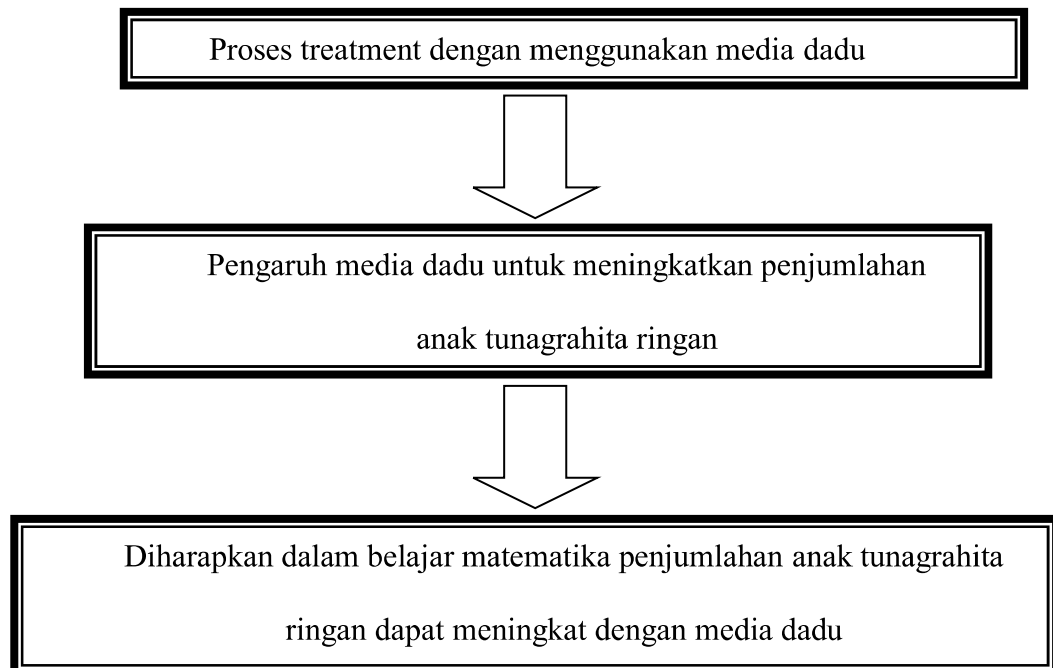 Proses treatment dengan menggunakan media dadu
Pengaruh media dadu untuk meningkatkan penjumlahan
anak tunagrahita ringan
Diharapkan dalam belajar matematika penjumlahan anak tunagrahita
ringan dapat meningkat dengan media dadu